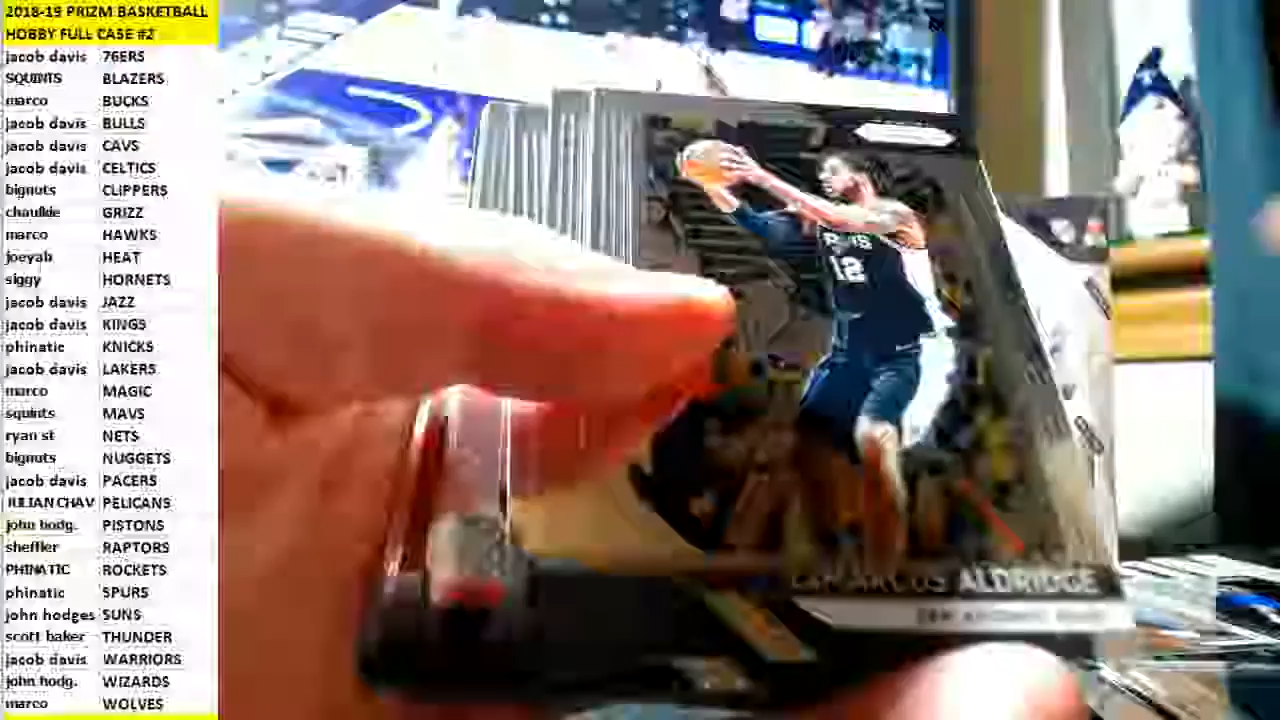 2018-19 PRIZM BASKETBALL
HOBBY FULL CASE #2
jacob davis 76ERS
SQUINTS BLAZERS
marco BUCKS
jacob davis BULLS
jacob davis CAVS
jacob davis CELTICS
bignuts CLIPPERS
chaulkie GRIZZ
marco HAWKS
joeyah HEAT
siggy HORNETS
jacob davis JAZZ
jacob davis KINGS
phinatic KNICKS
jacob davis LAKERS
marco MAGIC
squints MAVS
ryan st NETS
bignuts NUGGETS
jacob davis PACERS
JULIAN CHAV PELICANS
john hodg. PISTONS
sheffler RAPTORS
PHINATIC ROCKETS
phinatic SPURS
john hodges SUNS
scott baker THUNDER
jacob davis WARRIORS
john hodg. WIZARDS
marco WOLVES
12
LaMARCUS ALDRIDGE